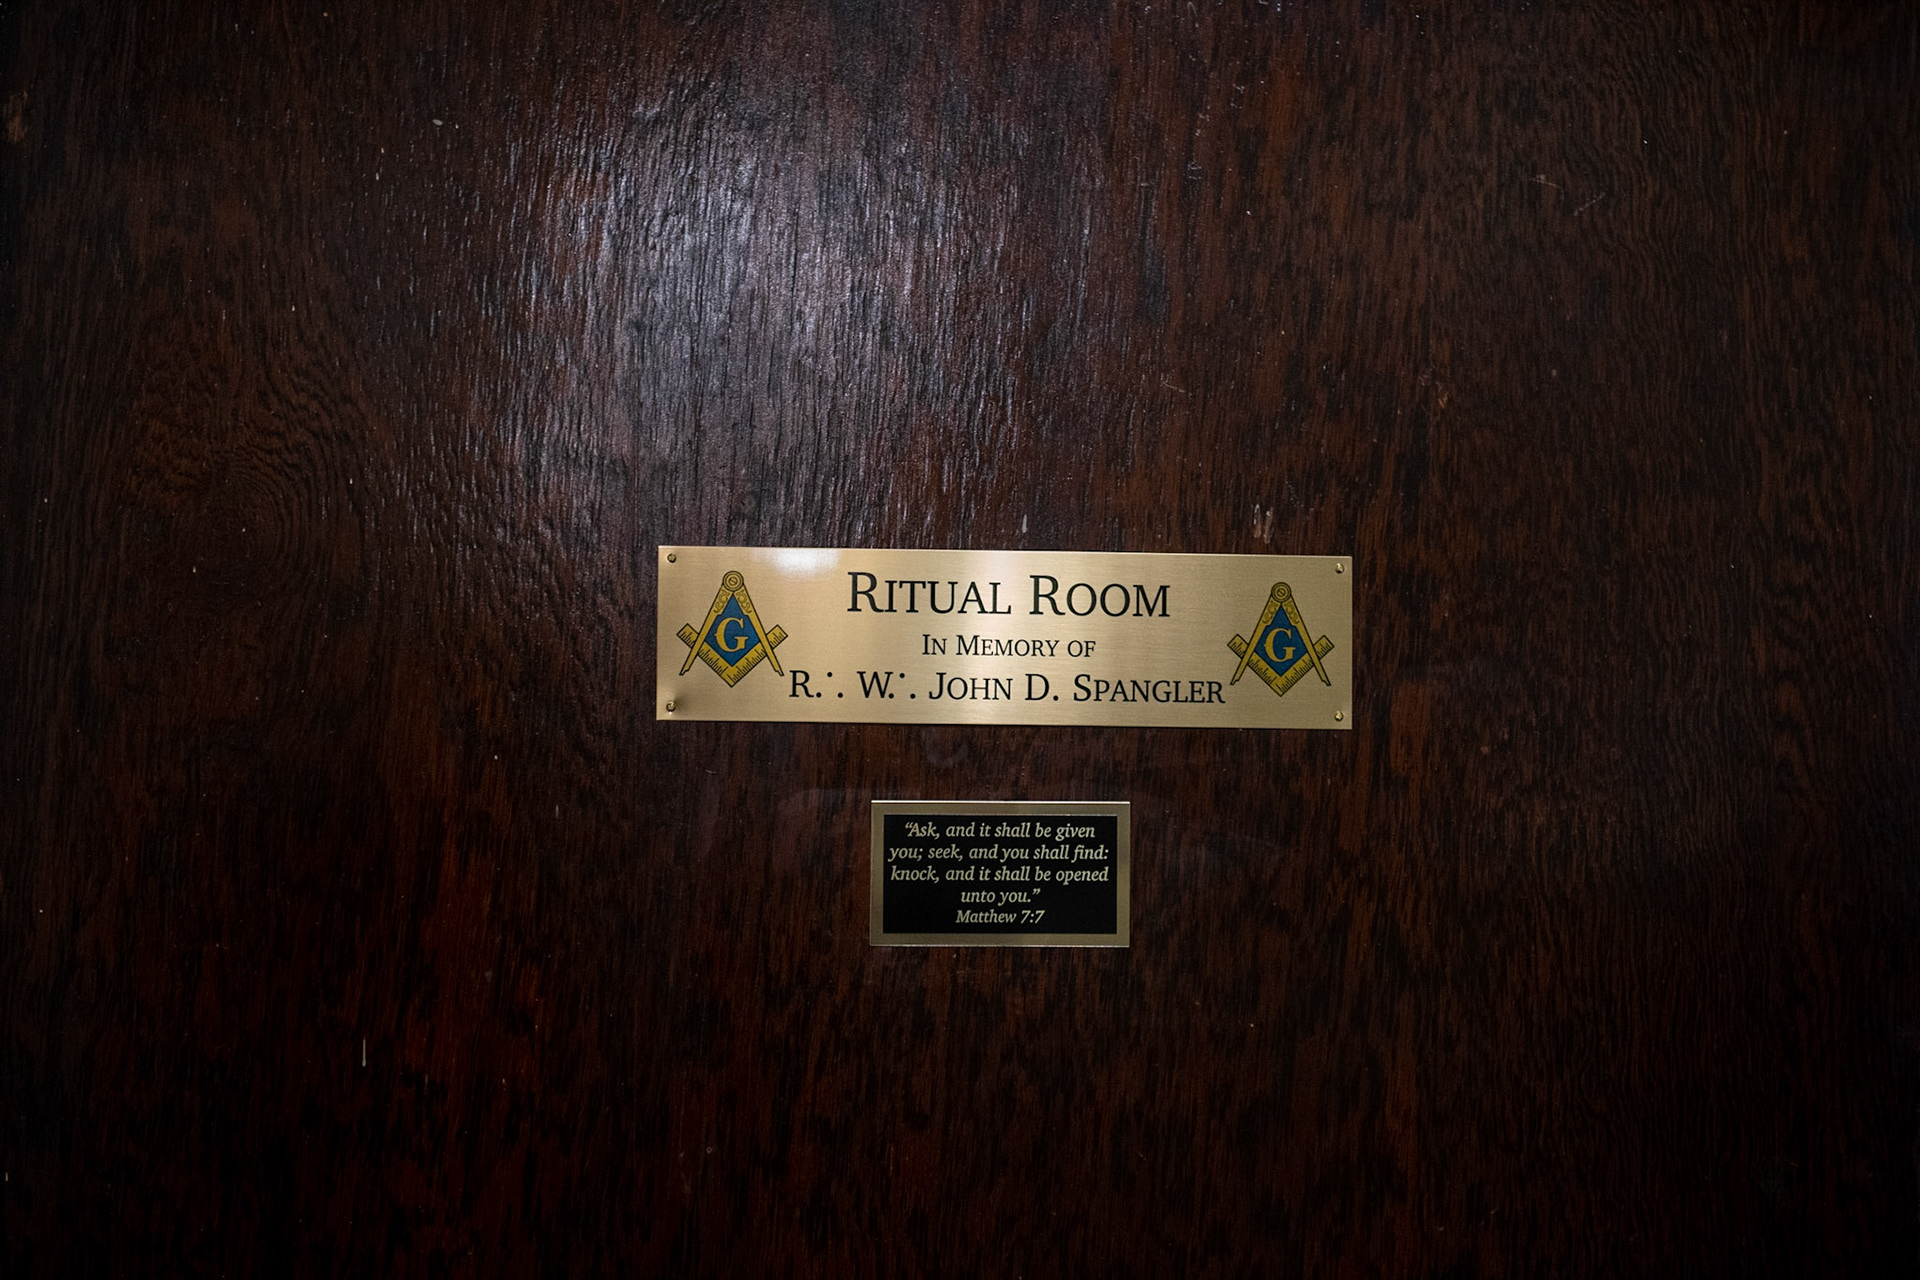 G
RITUAL ROOM
G
IN MEMORY OF
R.∴ W.∴ JOHN D. SPANGLER
“Ask, and it shall be given
you; seek, and you shall find:
knock, and it shall be opened
unto you.”
Matthew 7:7